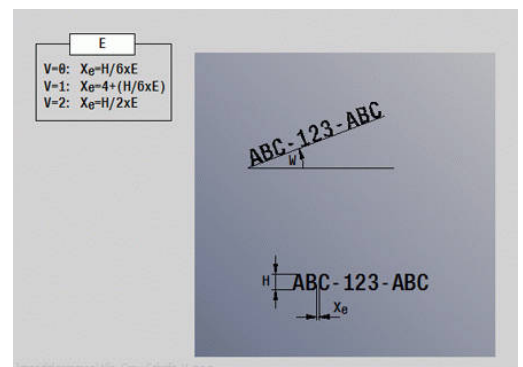 E
V=0: Xe=H/6xE
V=1: Xe=4+(H/6xE)
V=2: Xe=H/2xE
ABC-123-ABC
W
H
ABC-123-ABC
Xe